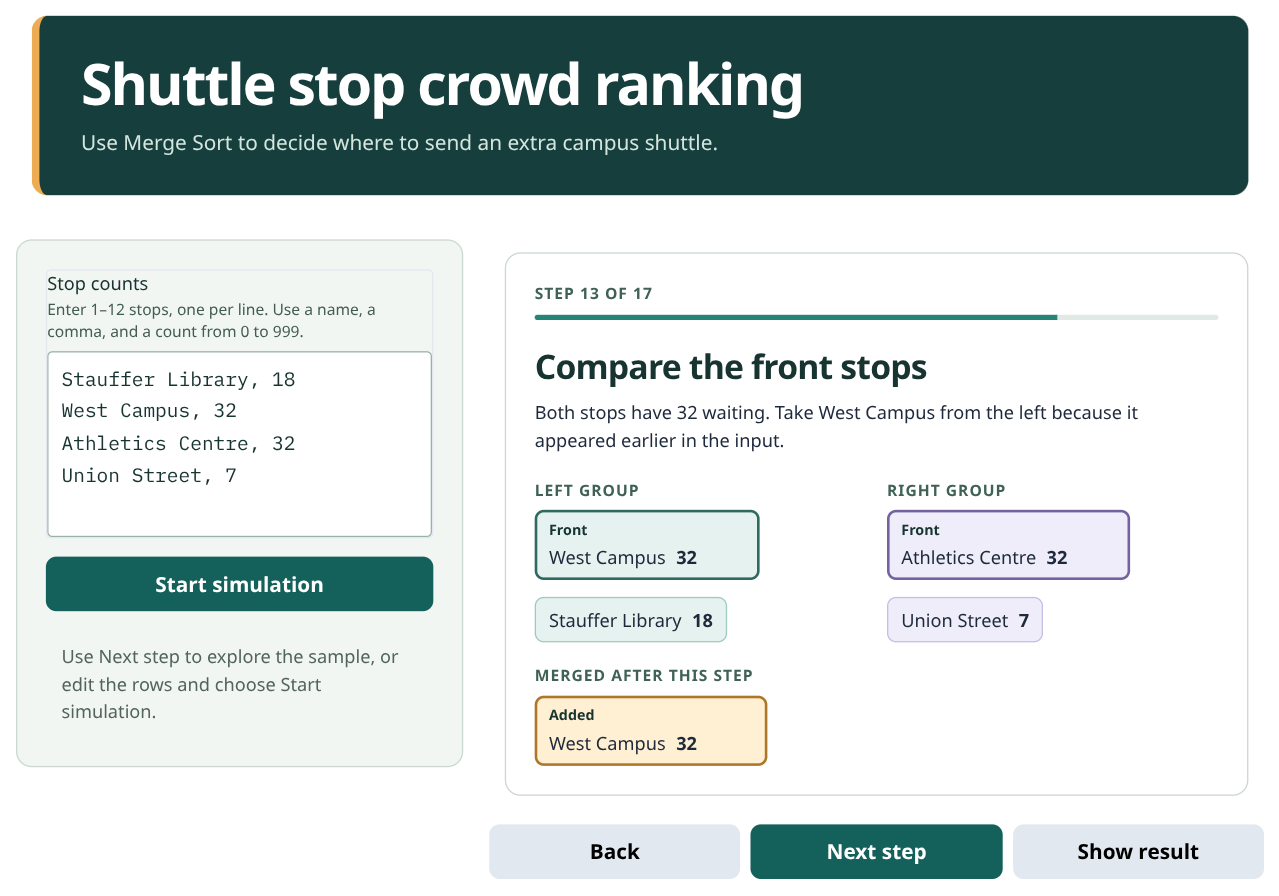 Shuttle stop crowd ranking
Use Merge Sort to decide where to send an extra campus shuttle.
Stop counts
Enter 1–12 stops, one per line. Use a name, a
comma, and a count from 0 to 999.
Stauffer Library, 18
West Campus, 32
Athletics Centre, 32
Union Street, 7
Start simulation
Use Next step to explore the sample, or
edit the rows and choose Start
simulation.
STEP 13 OF 17
Compare the front stops
Both stops have 32 waiting. Take West Campus from the left because it
appeared earlier in the input.
LEFT GROUP
Front
West Campus 32
Stauffer Library 18
RIGHT GROUP
Front
Athletics Centre 32
Union Street 7
MERGED AFTER THIS STEP
Added
West Campus 32
Back
Next step
Show result